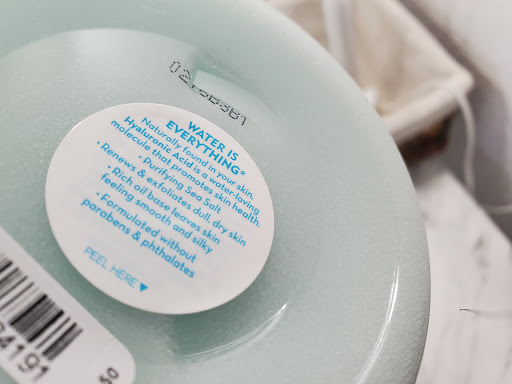 WATER IS
EVERYTHING*
Naturally found in your skin,
Hyaluronic Acid is a water-loving
molecule that promotes skin health.
• Purifying Sea Salt
• Renews & exfoliates dull, dry skin
• Rich oil base leaves skin
feeling smooth and silky
• Formulated without
parabens & phthalates
PEEL HERE▼
4191
50